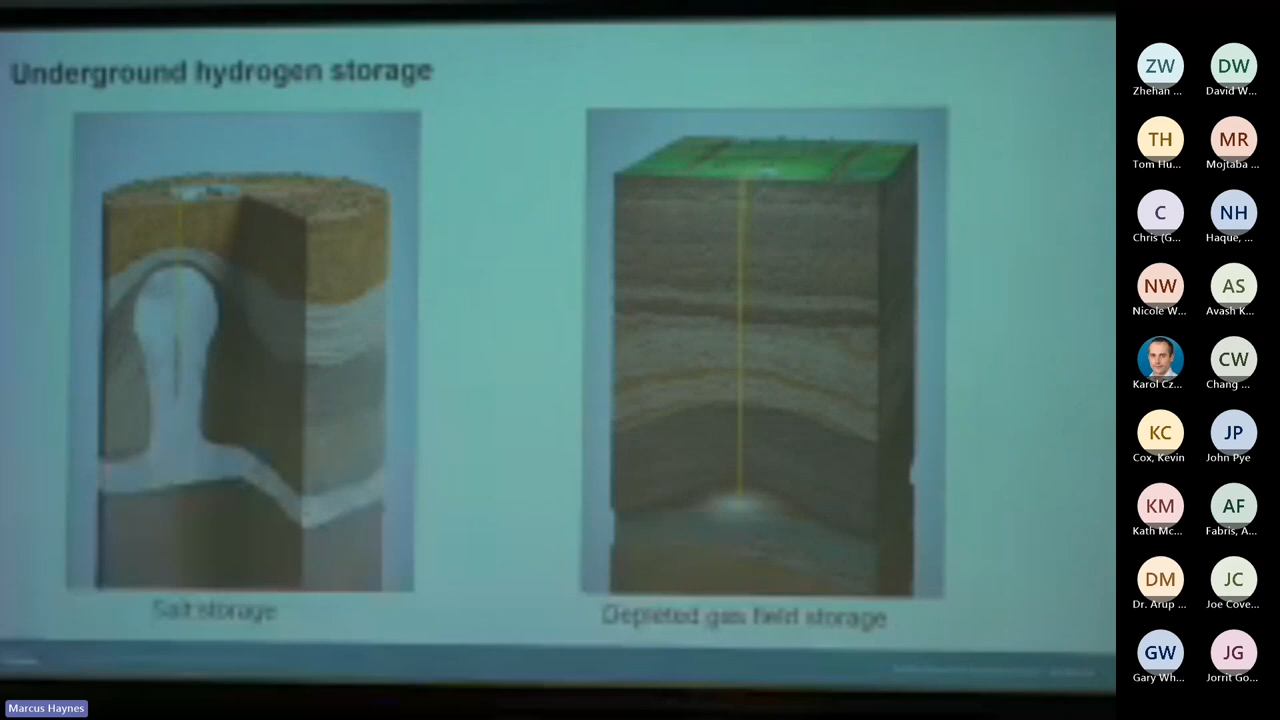 Underground hydrogen storage
Salt storage
Depleted gas field storage
Marcus Haynes
ZW
Zhehan ...
DW
David W...
TH
Tom Hu...
MR
Mojtaba ...
C
Chris (G...
NH
Haque, ...
NW
Nicole W...
AS
Avash K...
Karol Cz...
CW
Chang ...
KC
Cox, Kevin
JP
John Pye
KM
Kath Mc...
AF
Fabris, A...
DM
Dr. Arup ...
JC
Joe Cove...
GW
Gary Wh...
JG
Jorrit Go...